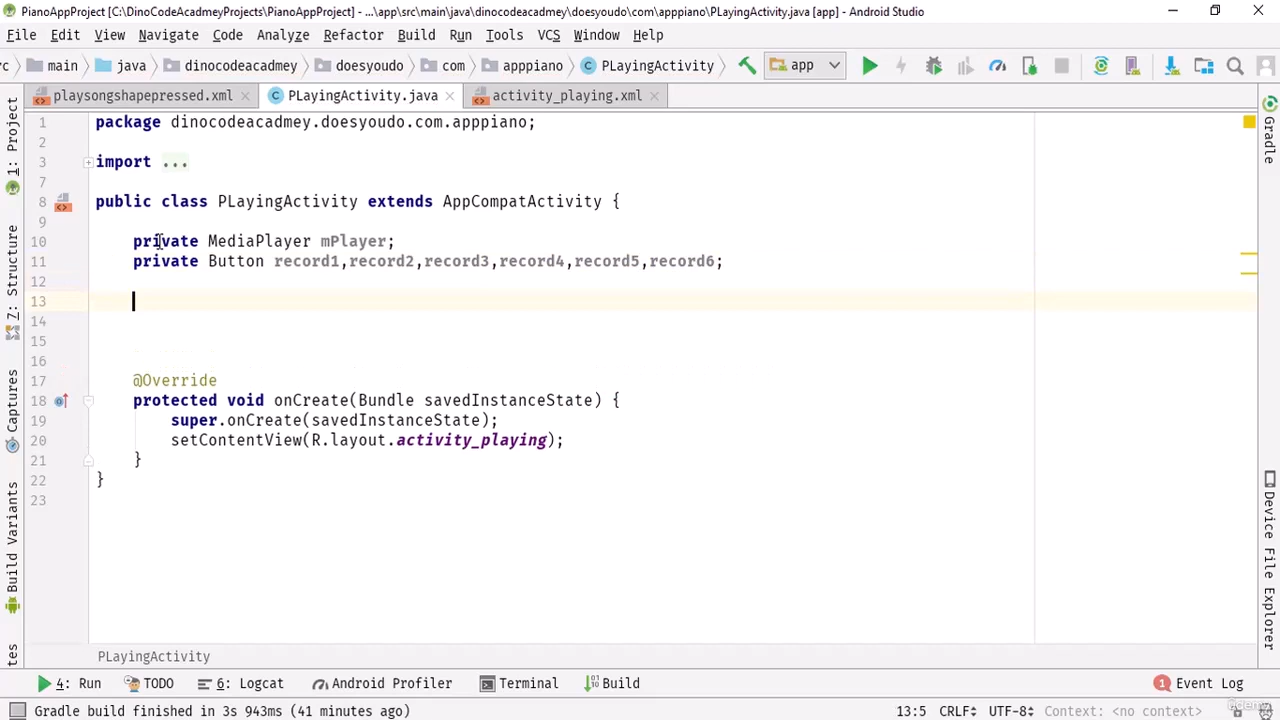 PianoAppProject [C:\DinoCodeAcadmeyProjects\PianoAppProject] - ...\app\src\main\java\dinocodeacadmey\doesyoudo\com\apppiano\PLayingActivity.java [app] - Android Studio
File Edit View Navigate Code Analyze Refactor Build Run Tools VCS Window Help
rc main java dinocodeacadmey doesyoudo com apppiano PLayingActivity app
playsongshapepressed.xml PLayingActivity.java activity_playing.xml
1 package dinocodeacadmey.doesyoudo.com.apppiano;
2
3 import ...
7
8 public class PLayingActivity extends AppCompatActivity {
9
10 private MediaPlayer mPlayer;
11 private Button record1,record2,record3,record4,record5,record6;
12
13
14
15
16
17 @Override
18 protected void onCreate(Bundle savedInstanceState) {
19 super.onCreate(savedInstanceState);
20 setContentView(R.layout.activity_playing);
21 }
22 }
23
1: Project
7: Structure
Captures
Build Variants
tes
Gradle
Device File Explorer
PLayingActivity
4: Run TODO 6: Logcat Android Profiler Terminal Build 1 Event Log
Gradle build finished in 3s 943ms (41 minutes ago) 13:5 CRLF UTF-8 Context: <no context>